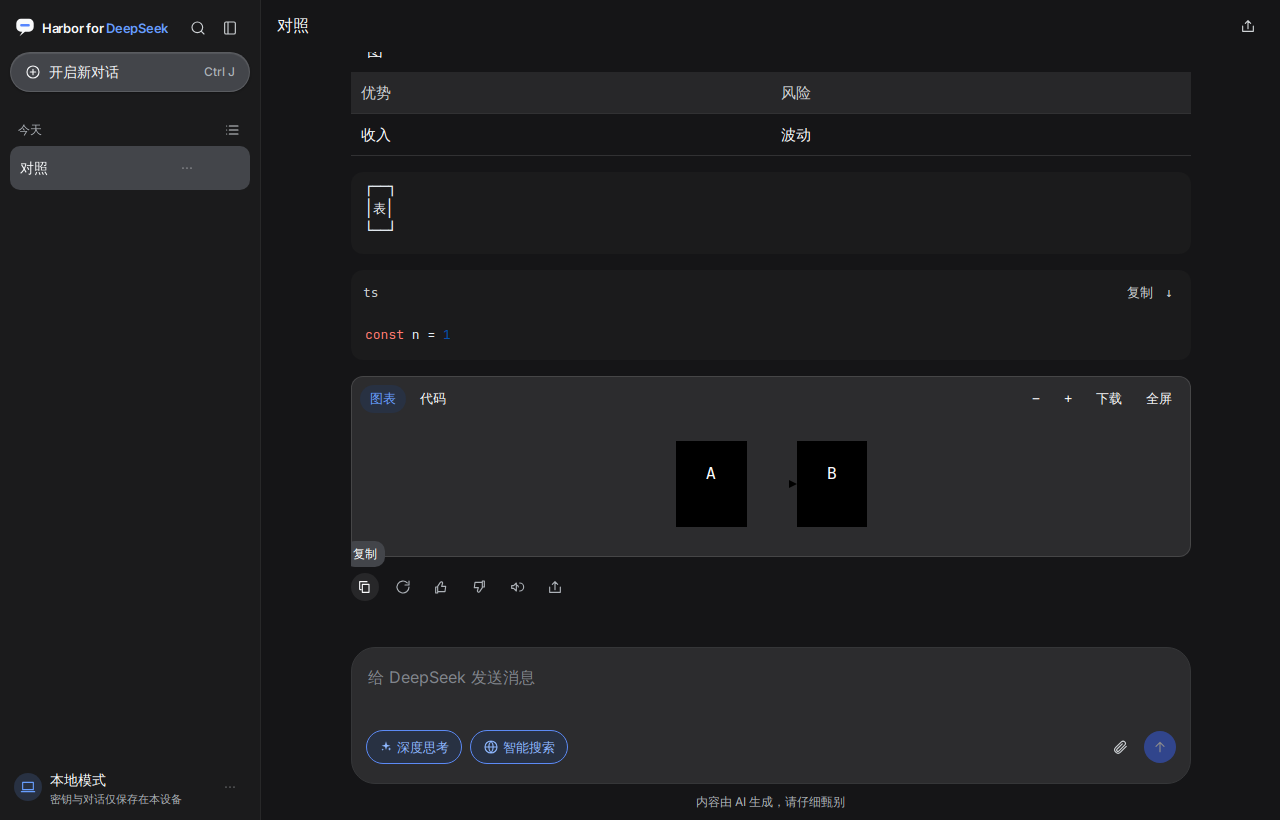 Harbor for DeepSeek
对照
开启新对话
Ctrl J
今天
对照
优势 风险
收入 波动
表
ts
复制 ↓
const n = 1
图表 代码
− + 下载 全屏
A B
复制
给 DeepSeek 发送消息
深度思考 智能搜索
本地模式
密钥与对话仅保存在本设备
内容由 AI 生成，请仔细甄别